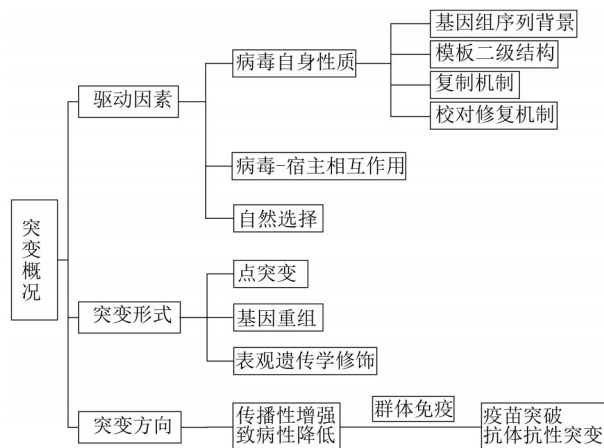 突变概况
驱动因素
病毒自身性质
基因组序列背景
模板二级结构
复制机制
校对修复机制
病毒-宿主相互作用
自然选择
突变形式
点突变
基因重组
表观遗传学修饰
突变方向
传播性增强
致病性降低
群体免疫
疫苗突破
抗体抗性突变